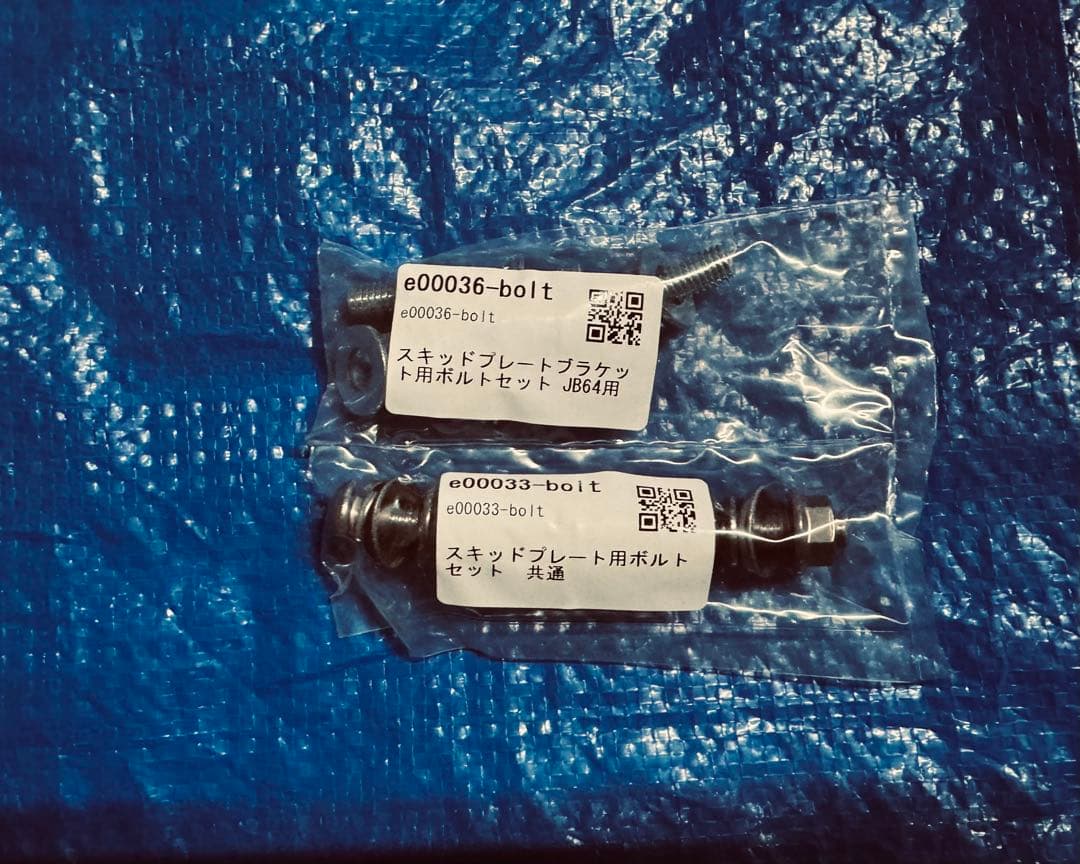 e00036-bolt
e00036-bolt
スキッドプレートブラケッ
ト用ボルトセット JB64用
e00033-bolt
e00033-bolt
スキッドプレート用ボルト
セット　共通